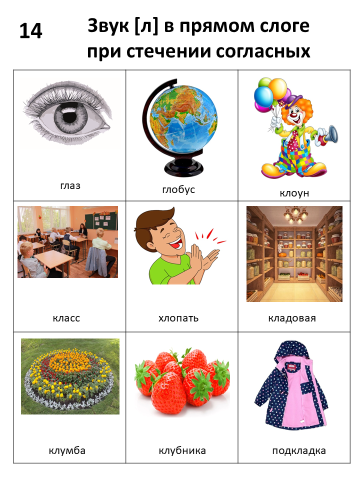 14
Звук [л] в прямом слоге
при стечении согласных
глаз
глобус
клоун
класс
хлопать
кладовая
клумба
клубника
подкладка